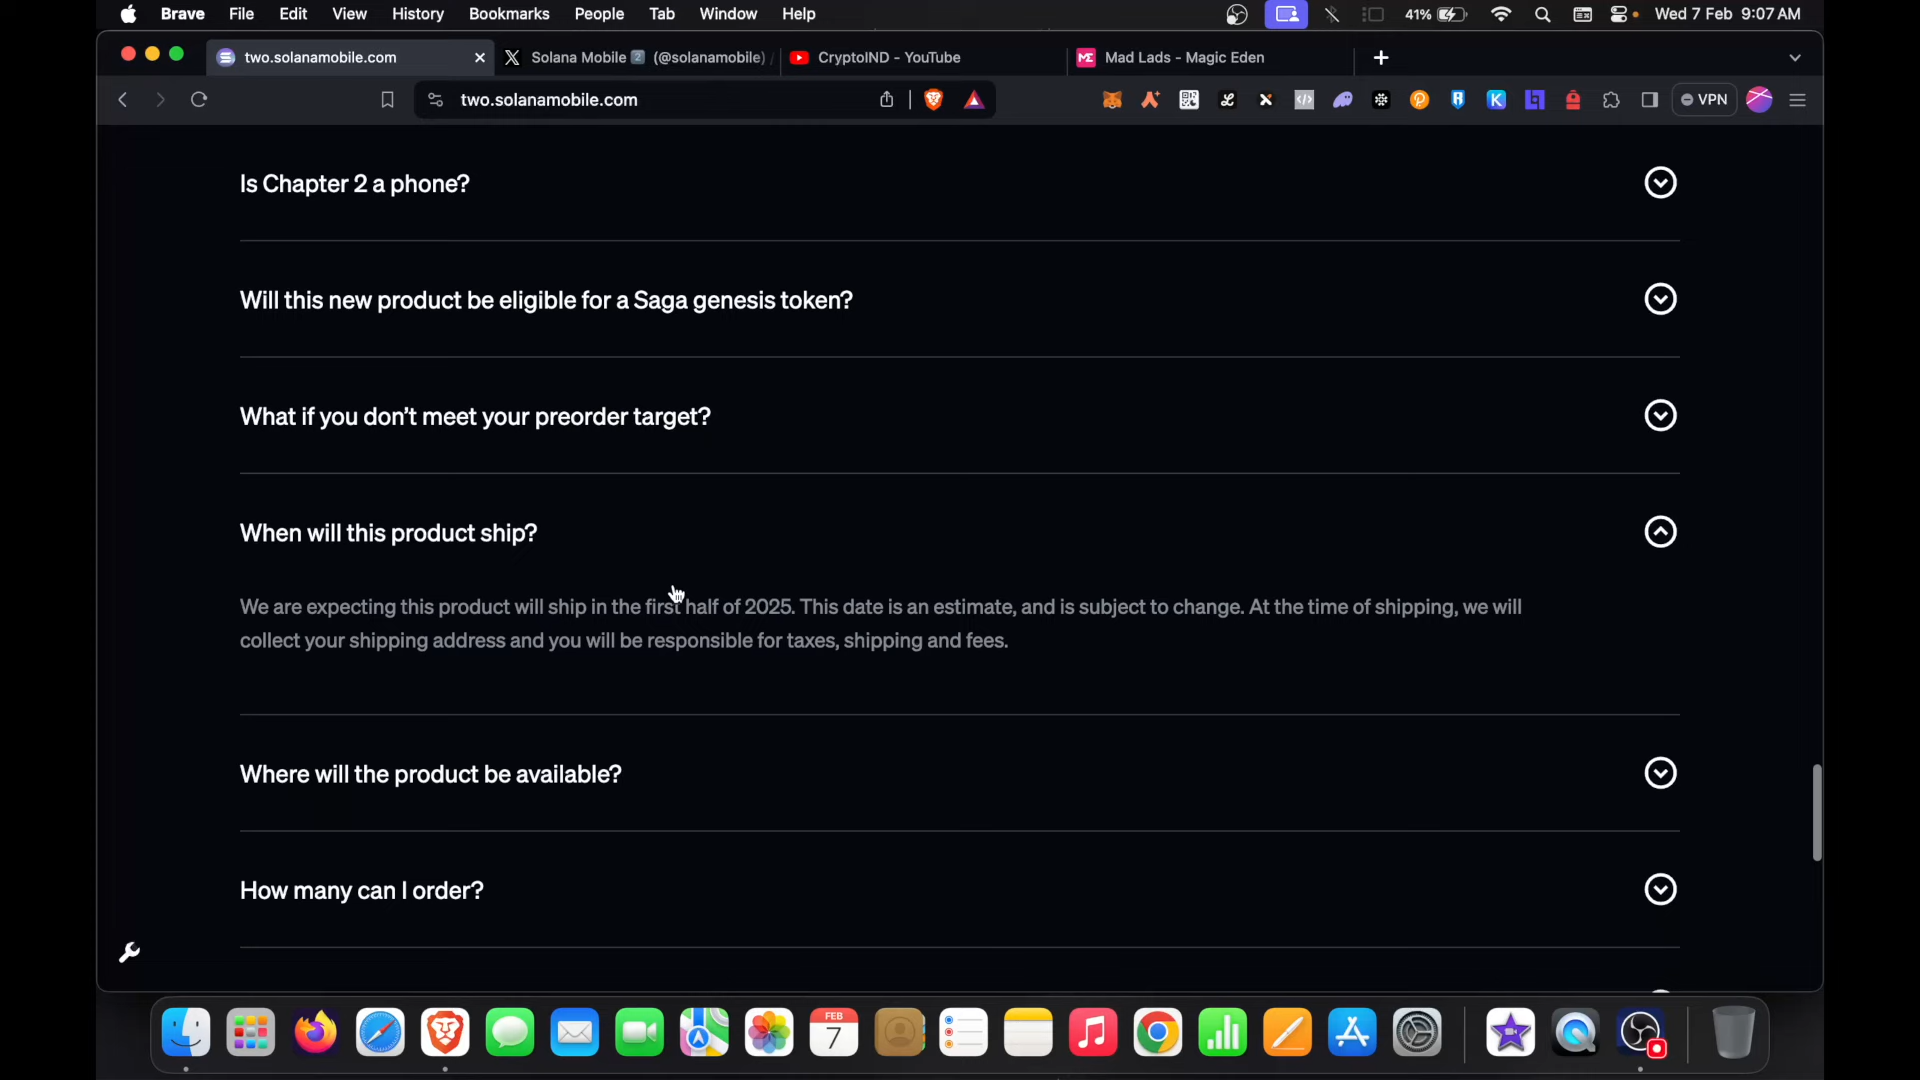 Brave File Edit View History Bookmarks People Tab Window Help 41% Wed 7 Feb 9:07 AM
two.solanamobile.com Solana Mobile 2 (@solanamobile) / CryptoIND - YouTube Mad Lads - Magic Eden
two.solanamobile.com VPN
Is Chapter 2 a phone?
Will this new product be eligible for a Saga genesis token?
What if you don't meet your preorder target?
When will this product ship?
We are expecting this product will ship in the first half of 2025. This date is an estimate, and is subject to change. At the time of shipping, we will
collect your shipping address and you will be responsible for taxes, shipping and fees.
Where will the product be available?
How many can I order?
FEB
7